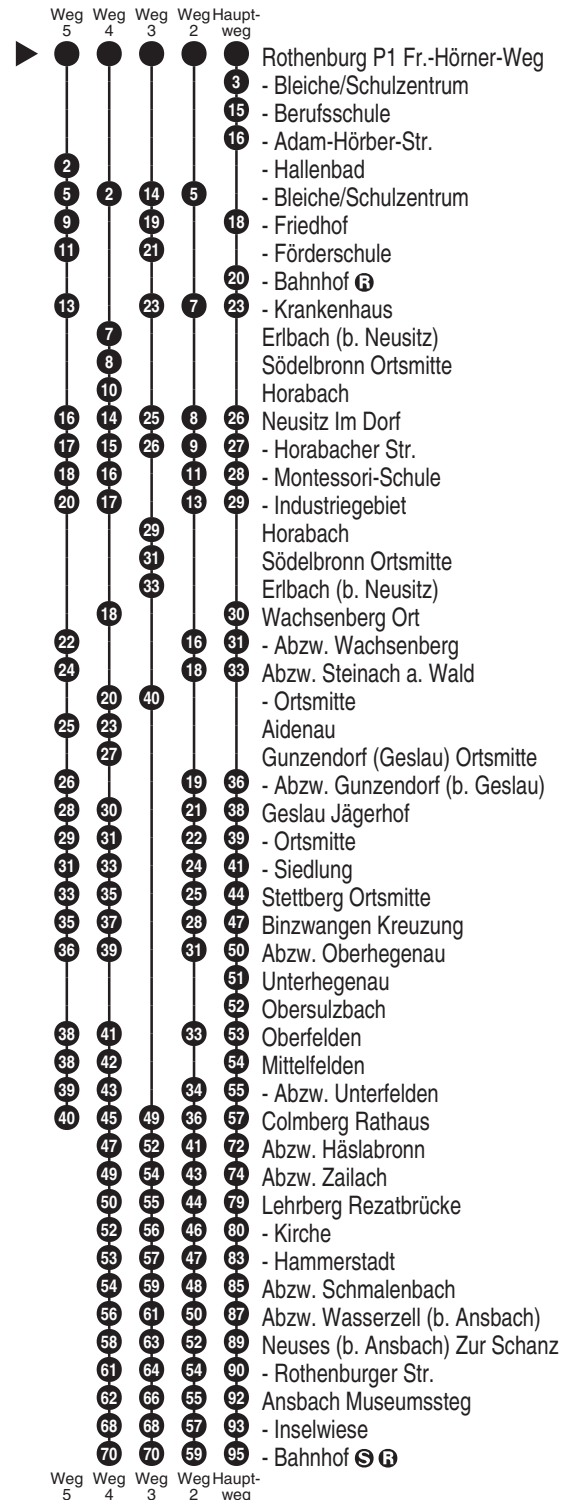 Weg Weg Weg Weg Haupt-
5 4 3 2 weg
Rothenburg P1 Fr.-Hörner-Weg
3 - Bleiche/Schulzentrum
15 - Berufsschule
16 - Adam-Hörber-Str.
2 - Hallenbad
5 2 14 5 - Bleiche/Schulzentrum
9 19 18 - Friedhof
11 21 - Förderschule
20 - Bahnhof R
13 23 7 23 - Krankenhaus
7 Erlbach (b. Neusitz)
8 Södelbronn Ortsmitte
10 Horabach
16 14 25 8 26 Neusitz Im Dorf
17 15 26 9 27 - Horabacher Str.
18 16 11 28 - Montessori-Schule
20 17 13 29 - Industriegebiet
29 Horabach
31 Södelbronn Ortsmitte
33 Erlbach (b. Neusitz)
18 30 Wachsenberg Ort
22 16 31 - Abzw. Wachsenberg
24 18 33 Abzw. Steinach a. Wald
20 40 - Ortsmitte
25 23 Aidenau
27 Gunzendorf (Geslau) Ortsmitte
26 19 36 - Abzw. Gunzendorf (b. Geslau)
28 30 21 38 Geslau Jägerhof
29 31 22 39 - Ortsmitte
31 33 24 41 - Siedlung
33 35 25 44 Stettberg Ortsmitte
35 37 28 47 Binzwangen Kreuzung
36 39 31 50 Abzw. Oberhegenau
51 Unterhegenau
52 Obersulzbach
38 41 33 53 Oberfelden
38 42 54 Mittelfelden
39 43 34 55 - Abzw. Unterfelden
40 45 49 36 57 Colmberg Rathaus
47 52 41 72 Abzw. Häslabronn
49 54 43 74 Abzw. Zailach
50 55 44 79 Lehrberg Rezatbrücke
52 56 46 80 - Kirche
53 57 47 83 - Hammerstadt
54 59 48 85 Abzw. Schmalenbach
56 61 50 87 Abzw. Wasserzell (b. Ansbach)
58 63 52 89 Neuses (b. Ansbach) Zur Schanz
61 64 54 90 - Rothenburger Str.
62 66 55 92 Ansbach Museumssteg
68 68 57 93 - Inselwiese
70 70 59 95 - Bahnhof S R
Weg Weg Weg Weg Haupt-
5 4 3 2 weg